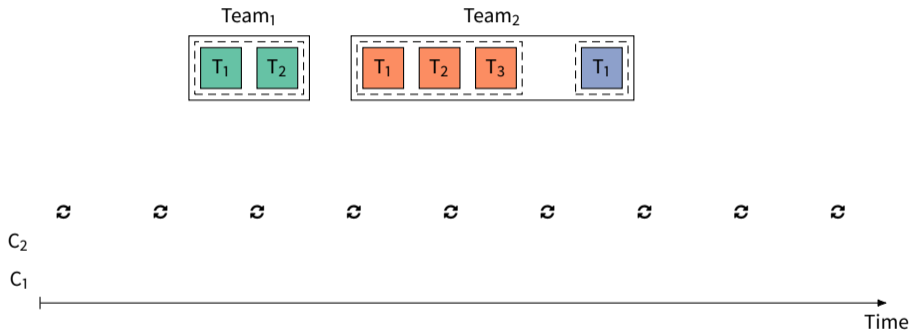 Team₁ Team₂
T₁ T₂ T₁ T₂ T₃ T₁
C₂
C₁
Time